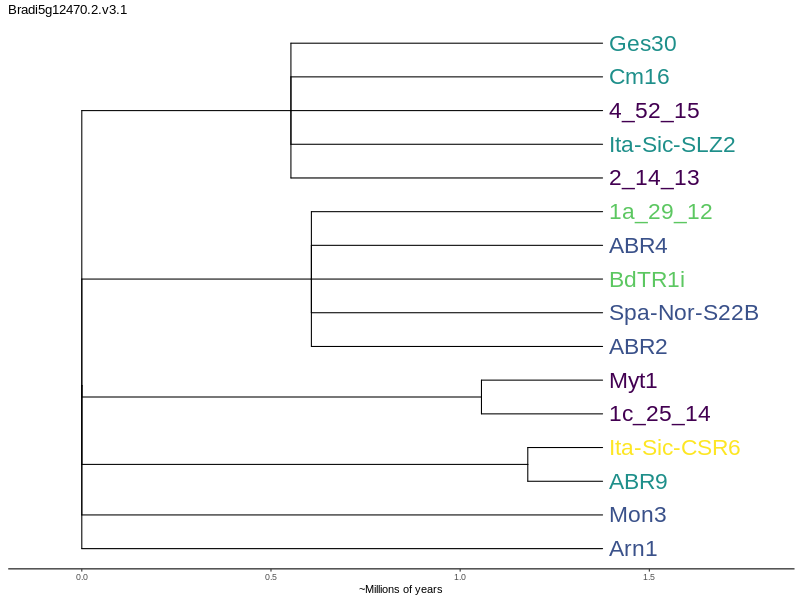 Bradi5g12470.2.v3.1
Ges30
Cm16
4_52_15
Ita-Sic-SLZ2
2_14_13
1a_29_12
ABR4
BdTR1i
Spa-Nor-S22B
ABR2
Myt1
1c_25_14
Ita-Sic-CSR6
ABR9
Mon3
Arn1
0.0 0.5 1.0 1.5
~Millions of years